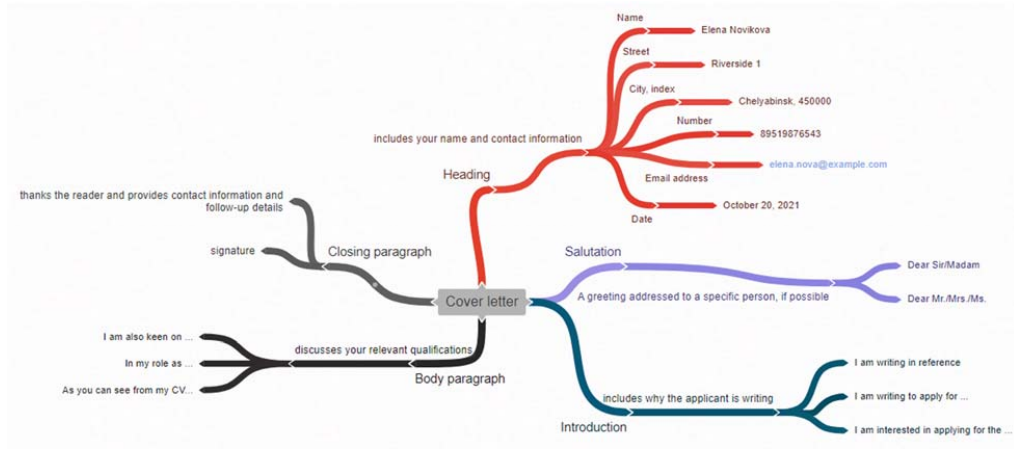 Name
Elena Novikova
Street
Riverside 1
City, index
Chelyabinsk, 450000
Number
89519876543
includes your name and contact information
elena.nova@example.com
Email address
Heading
Date
October 20, 2021
thanks the reader and provides contact information and
follow-up details
signature
Closing paragraph
Salutation
Dear Sir/Madam
A greeting addressed to a specific person, if possible
Dear Mr./Mrs./Ms.
Cover letter
I am also keen on ...
discusses your relevant qualifications
In my role as ...
Body paragraph
As you can see from my CV...
I am writing in reference
includes why the applicant is writing
I am writing to apply for ...
Introduction
I am interested in applying for the ...